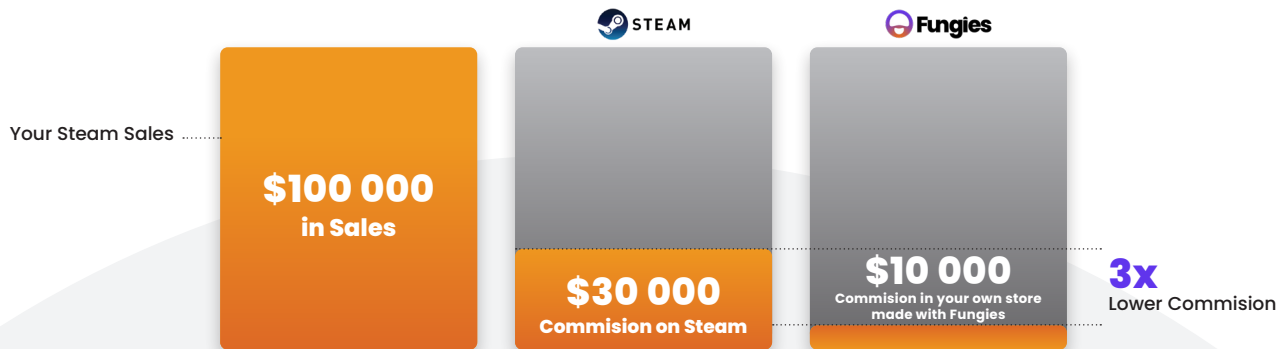 STEAM
Fungies
Your Steam Sales
$100 000
in Sales
$30 000
Commision on Steam
$10 000
Commision in your own store
made with Fungies
3x
Lower Commision